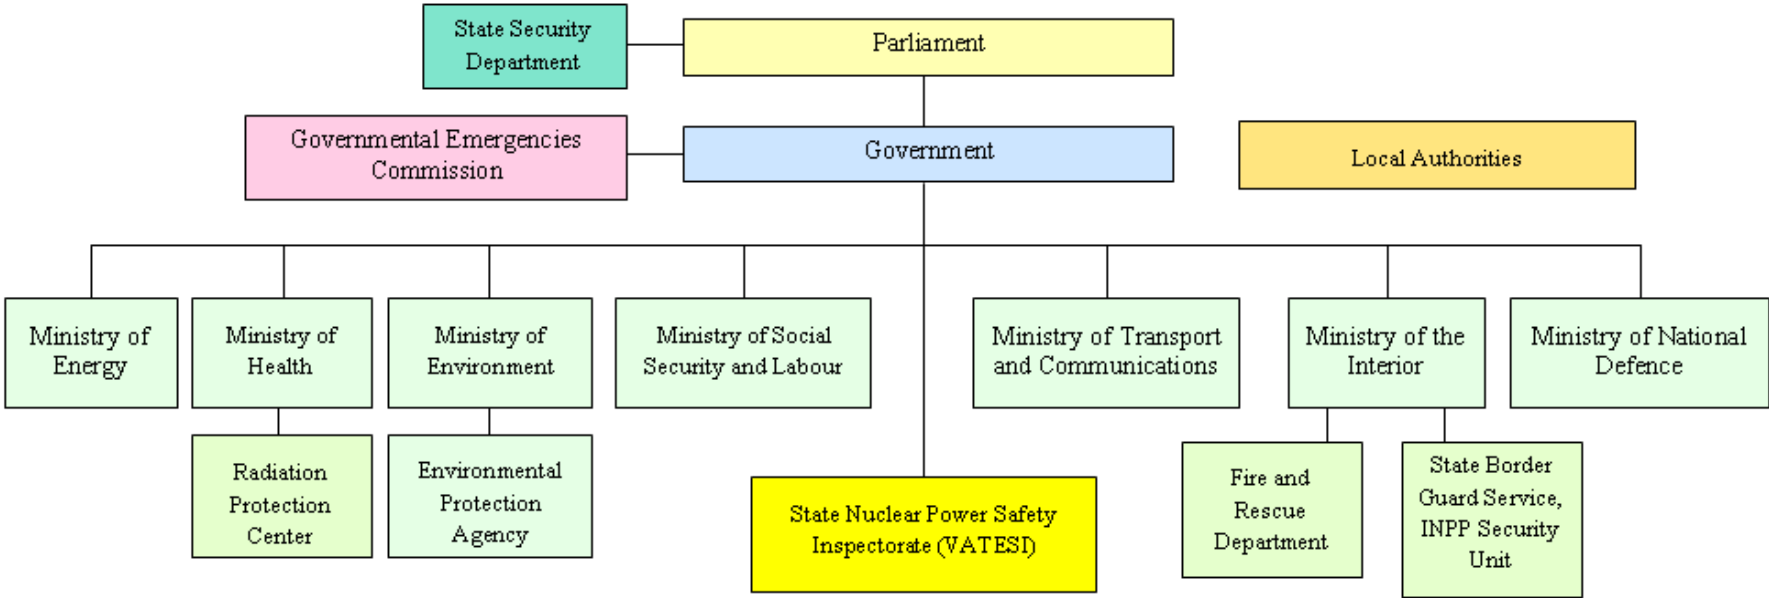 State Security
Department
Parliament
Governmental Emergencies
Commission
Government
Local Authorities
Ministry of
Energy
Ministry of
Health
Ministry of
Environment
Ministry of Social
Security and Labour
Ministry of Transport
and Communications
Ministry of the
Interior
Ministry of National
Defence
Radiation
Protection
Center
Environmental
Protection
Agency
State Nuclear Power Safety
Inspectorate (VATESI)
Fire and
Rescue
Department
State Border
Guard Service,
INPP Security
Unit